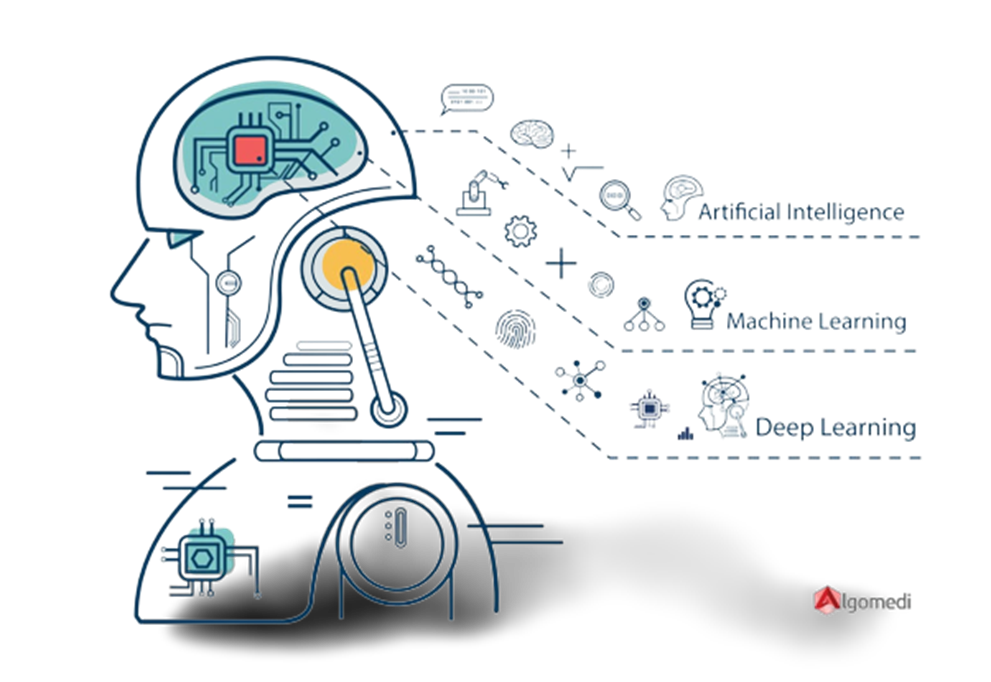 Artificial Intelligence
Machine Learning
Deep Learning
Algomedi